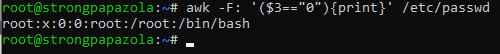 root@strongpapazola:~# awk -F: '($3=="0"){print}' /etc/passwd
root:x:0:0:root:/root:/bin/bash
root@strongpapazola:~#